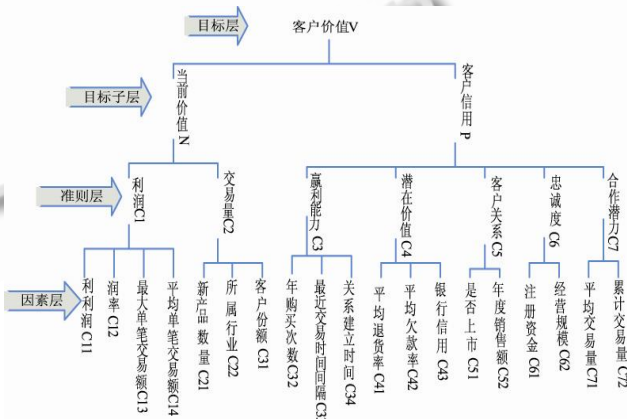 目标层
客户价值V
目标子层
当前价值 N
客户信用 P
准则层
利润C1
交易量C2
赢利能力 C3
潜在价值C4
客户关系 C5
忠诚度 C6
合作潜力C7
因素层
利利润C11
润率C12
最大单笔交易额C13
平均单笔交易额C14
新产品数量C21
所属行业C22
客户份额C31
年购买次数C32
最近交易时间间隔C3
关系建立时间C34
平均退货率C41
平均欠款率C42
银行信用C43
是否上市C51
年度销售额C52
注册资金C61
经营规模C62
平均交易量C71
累计交易量C72